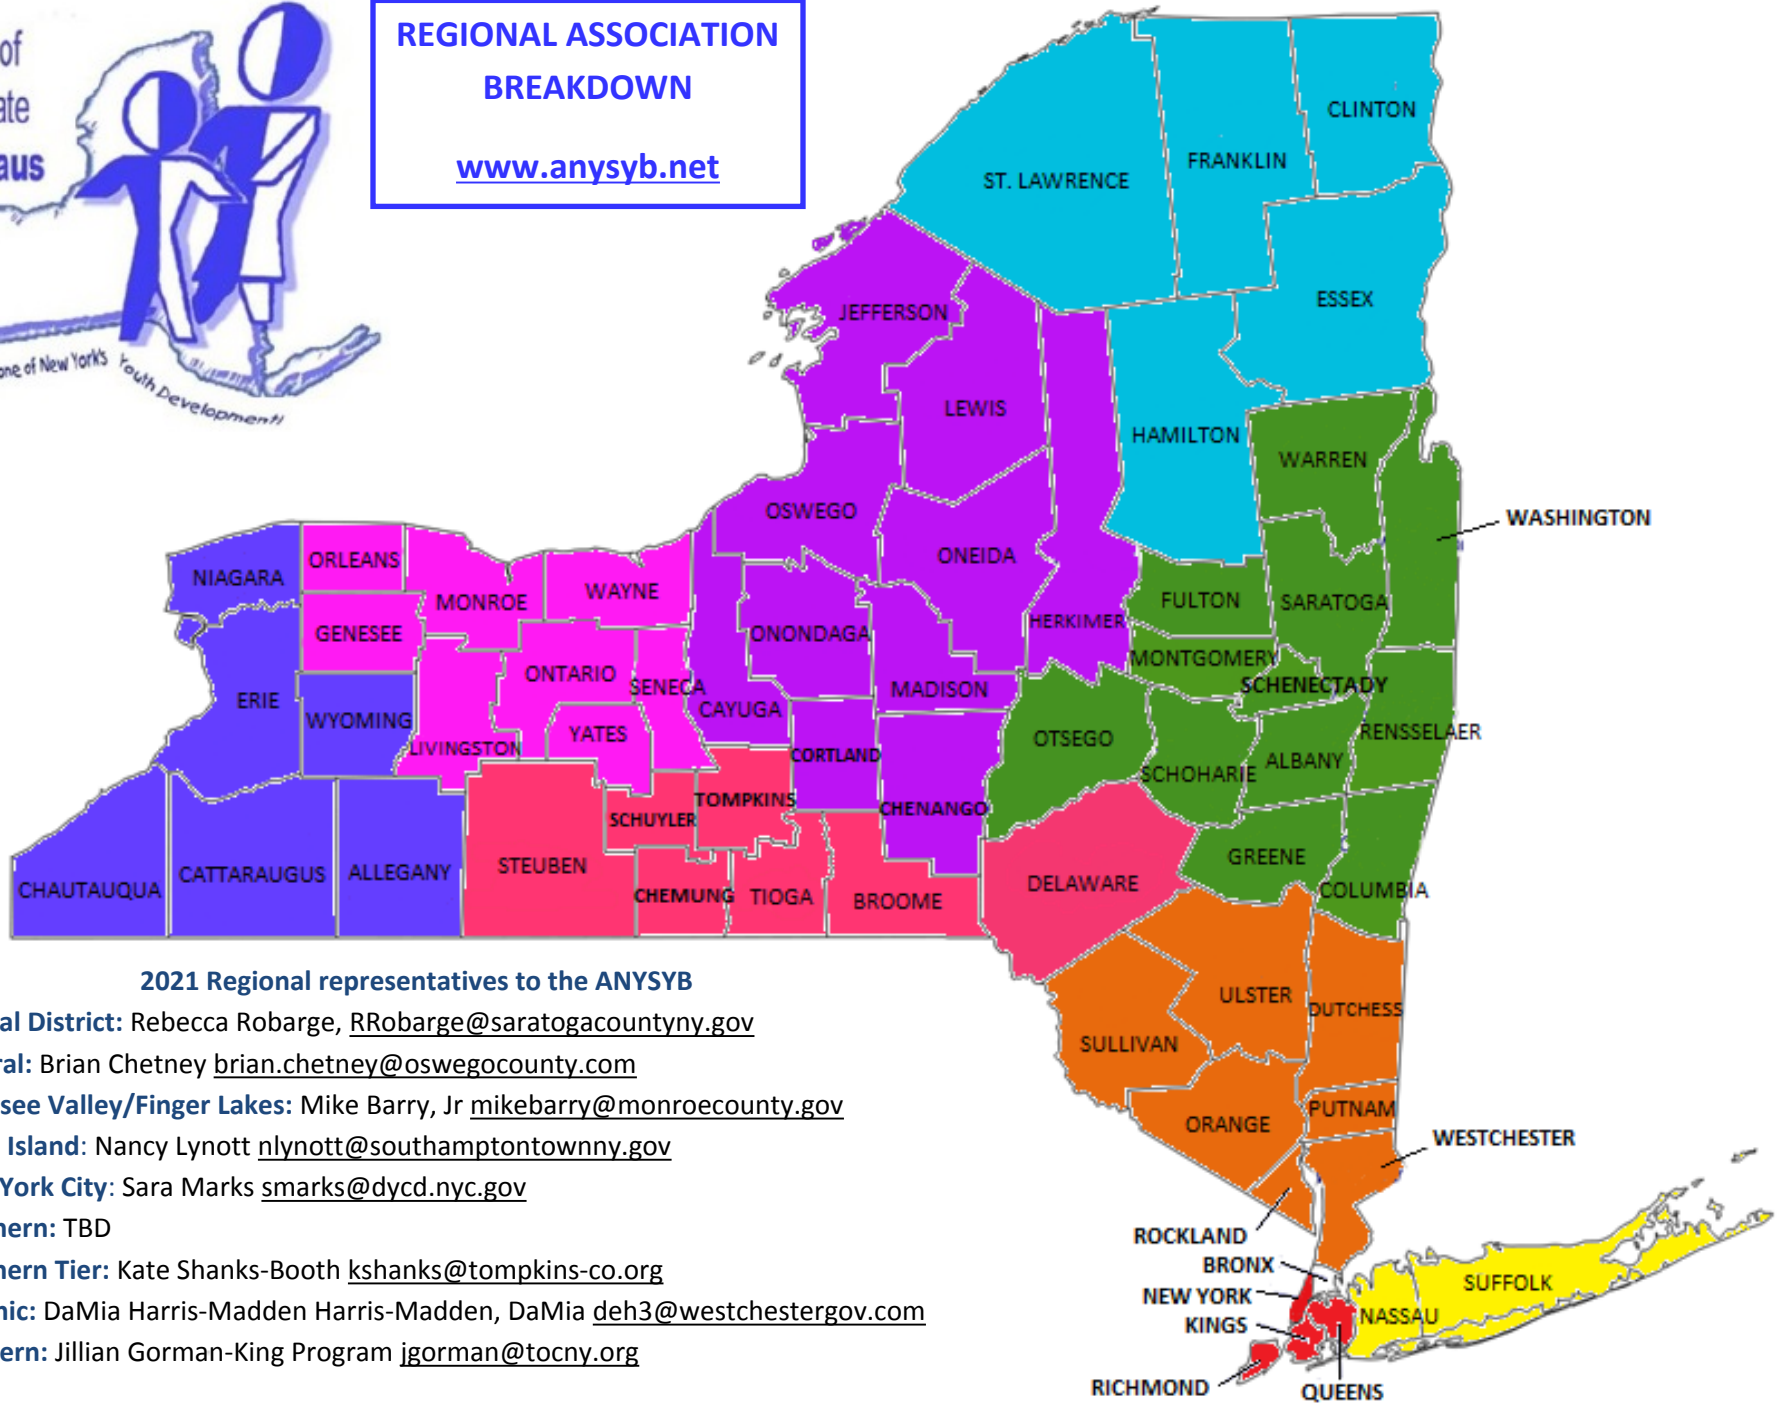 of
ate
aus
one of New York's Youth Development!
REGIONAL ASSOCIATION
BREAKDOWN
www.anysyb.net
CLINTON
FRANKLIN
ST. LAWRENCE
ESSEX
JEFFERSON
LEWIS
HAMILTON
WARREN
OSWEGO
WASHINGTON
ONEIDA
ORLEANS
NIAGARA
WAYNE
MONROE
FULTON
SARATOGA
HERKIMER
GENESEE
ONONDAGA
MONTGOMERY
ONTARIO
SENECA
SCHENECTADY
MADISON
ERIE
CAYUGA
WYOMING
YATES
RENSSELAER
OTSEGO
LIVINGSTON
CORTLAND
ALBANY
SCHOHARIE
TOMPKINS
CHENANGO
SCHUYLER
GREENE
STEUBEN
ALLEGANY
CATTARAUGUS
DELAWARE
CHAUTAUQUA
COLUMBIA
CHEMUNG
TIOGA
BROOME
ULSTER
DUTCHESS
SULLIVAN
PUTNAM
ORANGE
WESTCHESTER
ROCKLAND
BRONX
SUFFOLK
NEW YORK
NASSAU
KINGS
RICHMOND
QUEENS
2021 Regional representatives to the ANYSYB
al District: Rebecca Robarge, RRobarge@saratogacountyny.gov
ral: Brian Chetney brian.chetney@oswegocounty.com
see Valley/Finger Lakes: Mike Barry, Jr mikebarry@monroecounty.gov
Island: Nancy Lynott nlynott@southamptontownny.gov
York City: Sara Marks smarks@dycd.nyc.gov
hern: TBD
hern Tier: Kate Shanks-Booth kshanks@tompkins-co.org
nic: DaMia Harris-Madden Harris-Madden, DaMia deh3@westchestergov.com
ern: Jillian Gorman-King Program jgorman@tocny.org